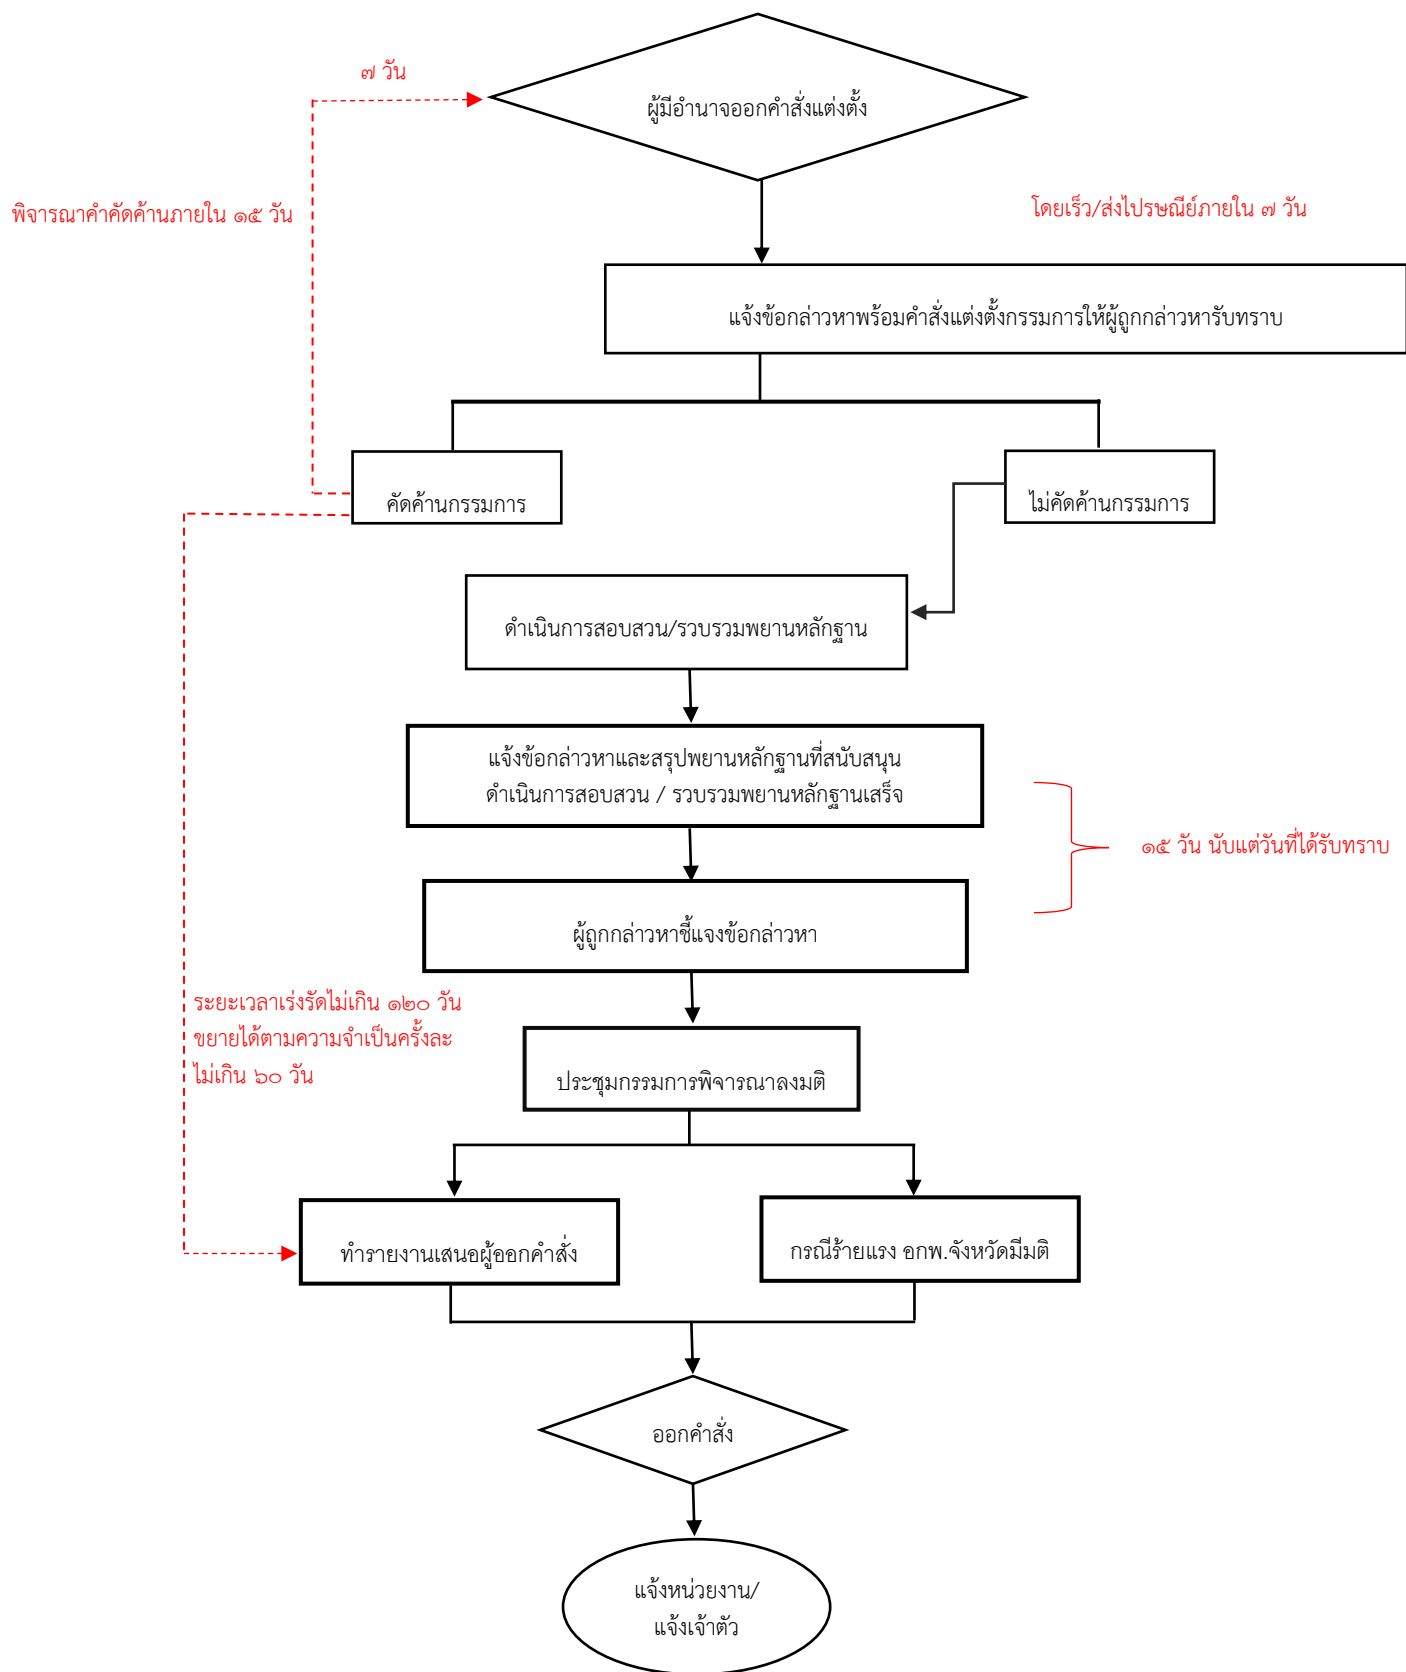 ๗ วัน
ผู้มีอำนาจออกคำสั่งแต่งตั้ง
พิจารณาคำคัดค้านภายใน ๑๕ วัน
โดยเร็ว/ส่งไปรษณีย์ภายใน ๗ วัน
แจ้งข้อกล่าวหาพร้อมคำสั่งแต่งตั้งกรรมการให้ผู้ถูกกล่าวหารับทราบ
คัดค้านกรรมการ
ไม่คัดค้านกรรมการ
ดำเนินการสอบสวน/รวบรวมพยานหลักฐาน
แจ้งข้อกล่าวหาและสรุปพยานหลักฐานที่สนับสนุน
ดำเนินการสอบสวน / รวบรวมพยานหลักฐานเสร็จ
๑๕ วัน นับแต่วันที่ได้รับทราบ
ผู้ถูกกล่าวหาชี้แจงข้อกล่าวหา
ระยะเวลาเร่งรัดไม่เกิน ๑๒๐ วัน
ขยายได้ตามความจำเป็นครั้งละ
ไม่เกิน ๖๐ วัน
ประชุมกรรมการพิจารณาลงมติ
ทำรายงานเสนอผู้ออกคำสั่ง
กรณีร้ายแรง อกพ.จังหวัดมีมติ
ออกคำสั่ง
แจ้งหน่วยงาน/
แจ้งเจ้าตัว